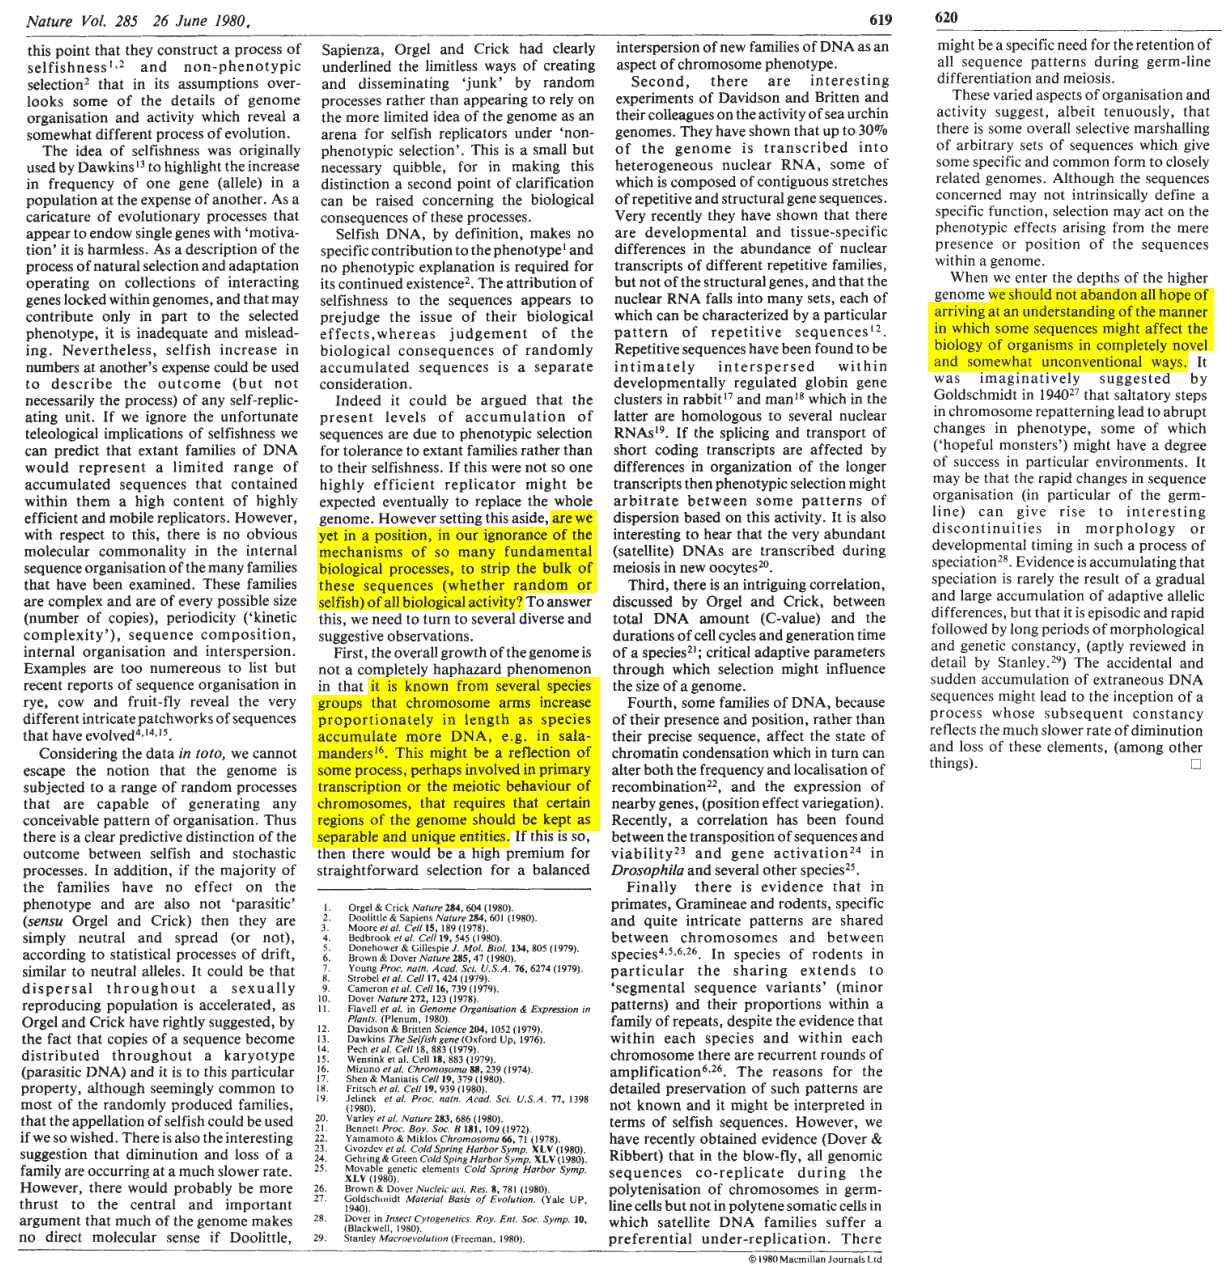 Nature Vol. 285 26 June 1980.
619
this point that they construct a process of
selfishness1,2 and non-phenotypic
selection2 that in its assumptions over-
looks some of the details of genome
organisation and activity which reveal a
somewhat different process of evolution.
The idea of selfishness was originally
used by Dawkins13 to highlight the increase
in frequency of one gene (allele) in a
population at the expense of another. As a
caricature of evolutionary processes that
appear to endow single genes with ‘motiva-
tion’ it is harmless. As a description of the
process of natural selection and adaptation
operating on collections of interacting
genes locked within genomes, and that may
contribute only in part to the selected
phenotype, it is inadequate and mislead-
ing. Nevertheless, selfish increase in
numbers at another’s expense could be used
to describe the outcome (but not
necessarily the process) of any self-replic-
ating unit. If we ignore the unfortunate
teleological implications of selfishness we
can predict that extant families of DNA
would represent a limited range of
accumulated sequences that contained
within them a high content of highly
efficient and mobile replicators. However,
with respect to this, there is no obvious
molecular commonality in the internal
sequence organisation of the many families
that have been examined. These families
are complex and are of every possible size
(number of copies), periodicity (‘kinetic
complexity’), sequence composition,
internal organisation and interspersion.
Examples are too numereous to list but
recent reports of sequence organisation in
rye, cow and fruit-fly reveal the very
different intricate patchworks of sequences
that have evolved4,14,15.
Considering the data in toto, we cannot
escape the notion that the genome is
subjected to a range of random processes
that are capable of generating any
conceivable pattern of organisation. Thus
there is a clear predictive distinction of the
outcome between selfish and stochastic
processes. In addition, if the majority of
the families have no effect on the
phenotype and are also not ‘parasitic’
(sensu Orgel and Crick) then they are
simply neutral and spread (or not),
according to statistical processes of drift,
similar to neutral alleles. It could be that
dispersal throughout a sexually
reproducing population is accelerated, as
Orgel and Crick have rightly suggested, by
the fact that copies of a sequence become
distributed throughout a karyotype
(parasitic DNA) and it is to this particular
property, although seemingly common to
most of the randomly produced families,
that the appellation of selfish could be used
if we so wished. There is also the interesting
suggestion that diminution and loss of a
family are occurring at a much slower rate.
However, there would probably be more
thrust to the central and important
argument that much of the genome makes
no direct molecular sense if Doolittle,
Sapienza, Orgel and Crick had clearly
underlined the limitless ways of creating
and disseminating ‘junk’ by random
processes rather than appearing to rely on
the more limited idea of the genome as an
arena for selfish replicators under ‘non-
phenotypic selection’. This is a small but
necessary quibble, for in making this
distinction a second point of clarification
can be raised concerning the biological
consequences of these processes.
Selfish DNA, by definition, makes no
specific contribution to the phenotype1 and
no phenotypic explanation is required for
its continued existence2. The attribution of
selfishness to the sequences appears to
prejudge the issue of their biological
effects,whereas judgement of the
biological consequences of randomly
accumulated sequences is a separate
consideration.
Indeed it could be argued that the
present levels of accumulation of
sequences are due to phenotypic selection
for tolerance to extant families rather than
to their selfishness. If this were not so one
highly efficient replicator might be
expected eventually to replace the whole
genome. However setting this aside, are we
yet in a position, in our ignorance of the
mechanisms of so many fundamental
biological processes, to strip the bulk of
these sequences (whether random or
selfish) of all biological activity? To answer
this, we need to turn to several diverse and
suggestive observations.
First, the overall growth of the genome is
not a completely haphazard phenomenon
in that it is known from several species
groups that chromosome arms increase
proportionately in length as species
accumulate more DNA, e.g. in sala-
manders16. This might be a reflection of
some process, perhaps involved in primary
transcription or the meiotic behaviour of
chromosomes, that requires that certain
regions of the genome should be kept as
separable and unique entities. If this is so,
then there would be a high premium for
straightforward selection for a balanced
1. Orgel & Crick Nature 284, 604 (1980).
2. Doolittle & Sapiens Nature 284, 601 (1980).
3. Moore et al. Cell 15, 189 (1978).
4. Bedbrook et al. Cell 19, 545 (1980).
5. Donehower & Gillespie J. Mol. Biol. 134, 805 (1979).
6. Brown & Dover Nature 285, 47 (1980).
7. Young Proc. natn. Acad. Sci. U.S.A. 76, 6274 (1979).
8. Strobel et al. Cell 17, 424 (1979).
9. Cameron et al. Cell 16, 739 (1979).
10. Dover Nature 272, 123 (1978).
11. Flavell et al. in Genome Organisation & Expression in
Plants. (Plenum, 1980).
12. Davidson & Britten Science 204, 1052 (1979).
13. Dawkins The Selfish gene (Oxford Up, 1976).
14. Pech et al. Cell 18, 883 (1979).
15. Wensink et al. Cell 18, 883 (1979).
16. Mizuno et al. Chromosoma 88, 239 (1974).
17. Shen & Maniatis Cell 19, 379 (1980).
18. Fritsch et al. Cell 19, 939 (1980).
19. Jelinek et al. Proc. natn. Acad. Sci. U.S.A. 77, 1398
(1980).
20. Varley et al. Nature 283, 686 (1980).
21. Bennett Proc. Roy. Soc. B 181, 109 (1972).
22. Yamamoto & Miklos Chromosoma 66, 71 (1978).
23. Gvozdev et al. Cold Spring Harbor Symp. XLV (1980).
24. Gehring & Green Cold Sping Harbor Symp. XLV (1980).
25. Movable genetic elements Cold Spring Harbor Symp.
XLV (1980).
26. Brown & Dover Nucleic aci. Res. 8, 781 (1980).
27. Goldschmidt Material Basis of Evolution. (Yale UP,
1940).
28. Dover in Insect Cytogenetics. Roy. Ent. Soc. Symp. 10,
(Blackwell, 1980).
29. Stanley Macroevolution (Freeman, 1980).
interspersion of new families of DNA as an
aspect of chromosome phenotype.
Second, there are interesting
experiments of Davidson and Britten and
their colleagues on the activity of sea urchin
genomes. They have shown that up to 30%
of the genome is transcribed into
heterogeneous nuclear RNA, some of
which is composed of contiguous stretches
of repetitive and structural gene sequences.
Very recently they have shown that there
are developmental and tissue-specific
differences in the abundance of nuclear
transcripts of different repetitive families,
but not of the structural genes, and that the
nuclear RNA falls into many sets, each of
which can be characterized by a particular
pattern of repetitive sequences12.
Repetitive sequences have been found to be
intimately interspersed within
developmentally regulated globin gene
clusters in rabbit17 and man18 which in the
latter are homologous to several nuclear
RNAs19. If the splicing and transport of
short coding transcripts are affected by
differences in organization of the longer
transcripts then phenotypic selection might
arbitrate between some patterns of
dispersion based on this activity. It is also
interesting to hear that the very abundant
(satellite) DNAs are transcribed during
meiosis in new oocytes20.
Third, there is an intriguing correlation,
discussed by Orgel and Crick, between
total DNA amount (C-value) and the
durations of cell cycles and generation time
of a species21; critical adaptive parameters
through which selection might influence
the size of a genome.
Fourth, some families of DNA, because
of their presence and position, rather than
their precise sequence, affect the state of
chromatin condensation which in turn can
alter both the frequency and localisation of
recombination22, and the expression of
nearby genes, (position effect variegation).
Recently, a correlation has been found
between the transposition of sequences and
viability23 and gene activation24 in
Drosophila and several other species25.
Finally there is evidence that in
primates, Gramineae and rodents, specific
and quite intricate patterns are shared
between chromosomes and between
species4,5,6,26. In species of rodents in
particular the sharing extends to
‘segmental sequence variants’ (minor
patterns) and their proportions within a
family of repeats, despite the evidence that
within each species and within each
chromosome there are recurrent rounds of
amplification6,26. The reasons for the
detailed preservation of such patterns are
not known and it might be interpreted in
terms of selfish sequences. However, we
have recently obtained evidence (Dover &
Ribbert) that in the blow-fly, all genomic
sequences co-replicate during the
polytenisation of chromosomes in germ-
line cells but not in polytene somatic cells in
which satellite DNA families suffer a
preferential under-replication. There
©1980 Macmillan Journals Ltd
620
might be a specific need for the retention of
all sequence patterns during germ-line
differentiation and meiosis.
These varied aspects of organisation and
activity suggest, albeit tenuously, that
there is some overall selective marshalling
of arbitrary sets of sequences which give
some specific and common form to closely
related genomes. Although the sequences
concerned may not intrinsically define a
specific function, selection may act on the
phenotypic effects arising from the mere
presence or position of the sequences
within a genome.
When we enter the depths of the higher
genome we should not abandon all hope of
arriving at an understanding of the manner
in which some sequences might affect the
biology of organisms in completely novel
and somewhat unconventional ways. It
was imaginatively suggested by
Goldschmidt in 194027 that saltatory steps
in chromosome repatterning lead to abrupt
changes in phenotype, some of which
(‘hopeful monsters’) might have a degree
of success in particular environments. It
may be that the rapid changes in sequence
organisation (in particular of the germ-
line) can give rise to interesting
discontinuities in morphology or
developmental timing in such a process of
speciation28. Evidence is accumulating that
speciation is rarely the result of a gradual
and large accumulation of adaptive allelic
differences, but that it is episodic and rapid
followed by long periods of morphological
and genetic constancy, (aptly reviewed in
detail by Stanley.29) The accidental and
sudden accumulation of extraneous DNA
sequences might lead to the inception of a
process whose subsequent constancy
reflects the much slower rate of diminution
and loss of these elements, (among other
things). □